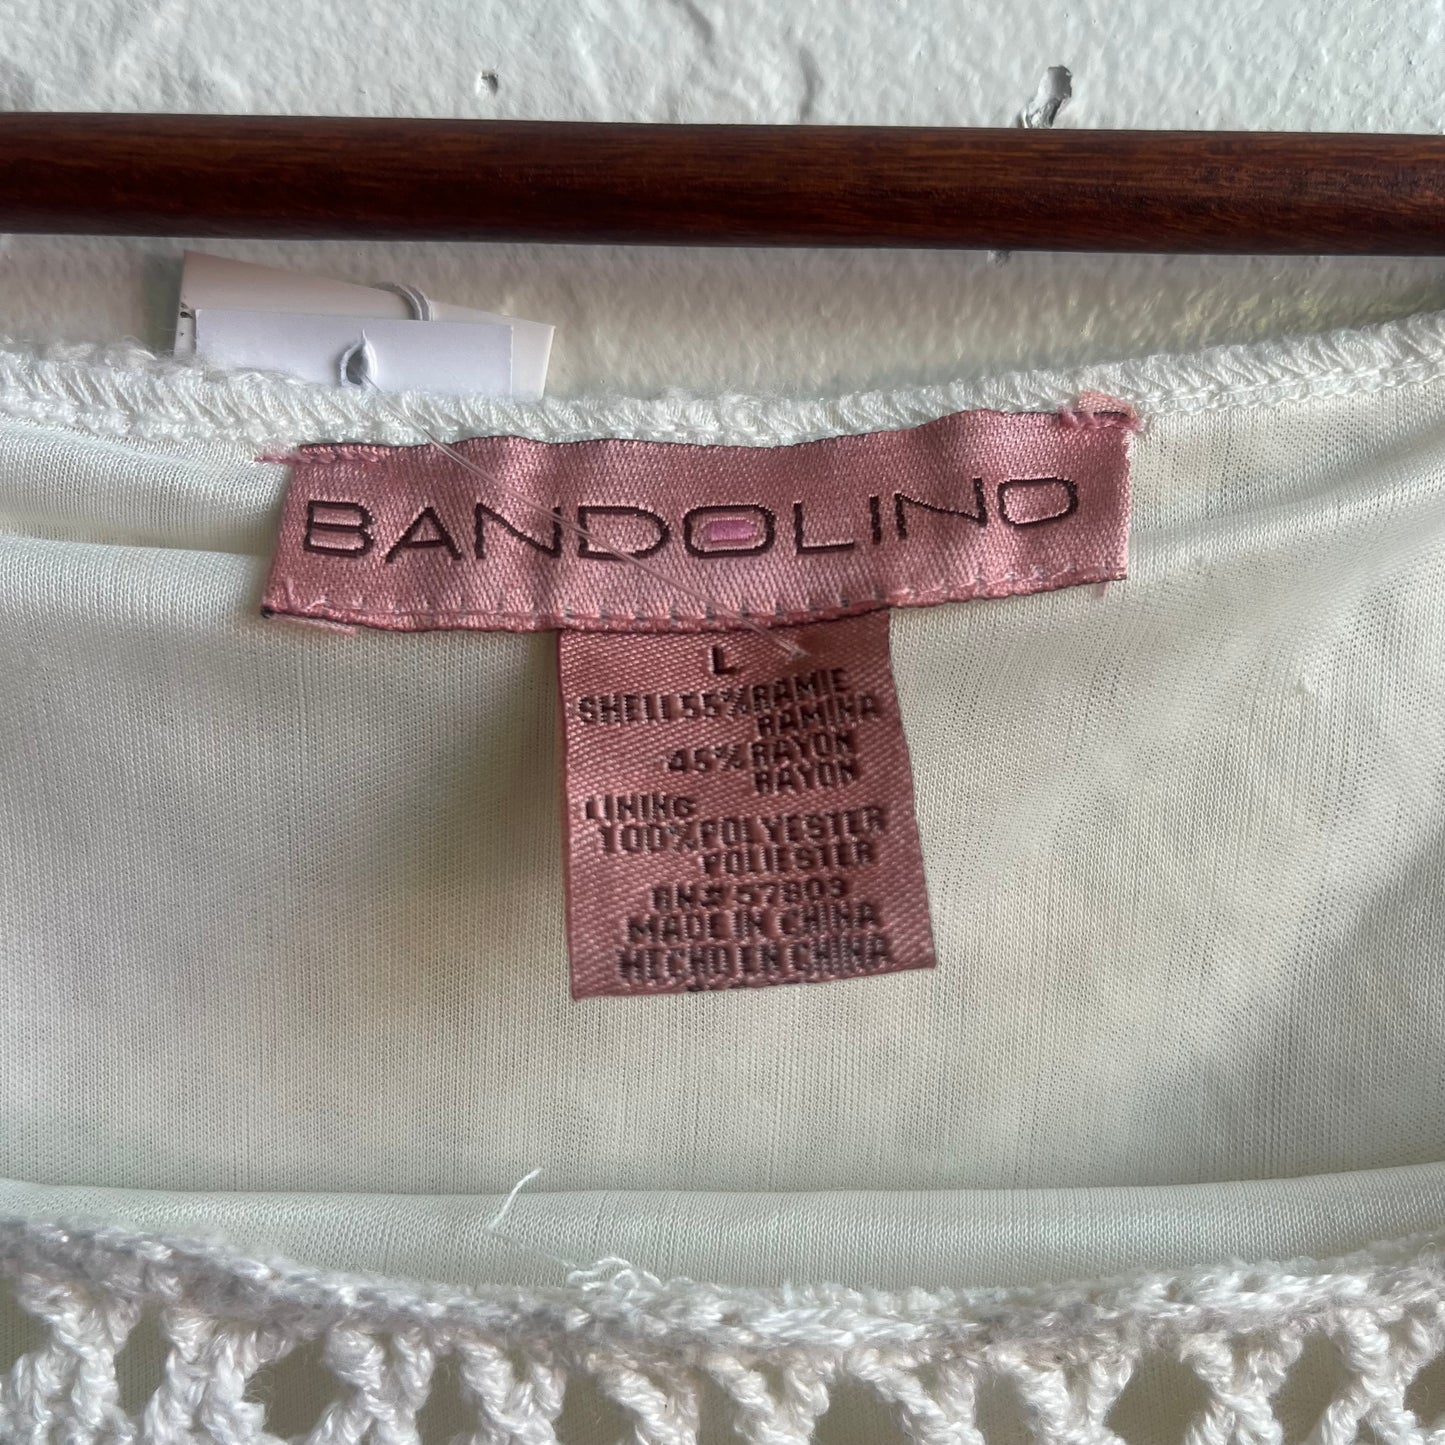 BANDOLINO
L
SHELL 55% RAMIE
RAMINA
45% RAYON
RAYON
LINING
100% POLYESTER
POLIESTER
RN# 57803
MADE IN CHINA
HECHO EN CHINA